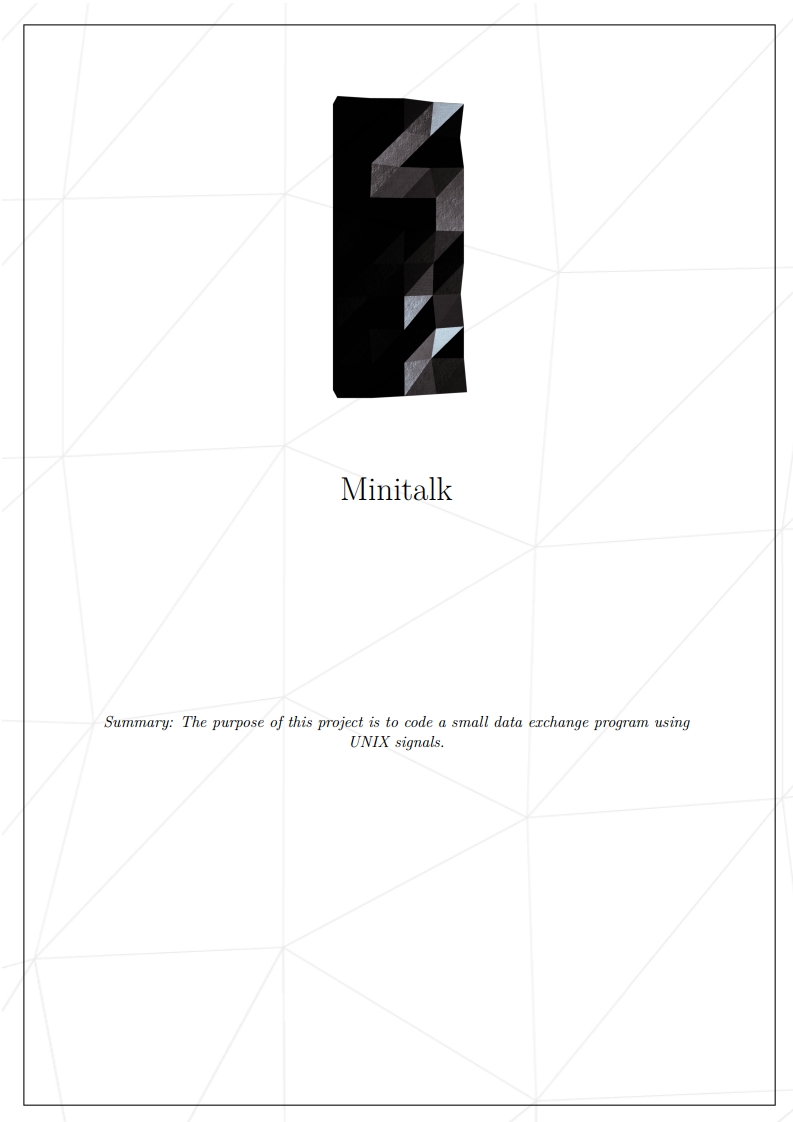 Minitalk
Summary: The purpose of this project is to code a small data exchange program using
UNIX signals.